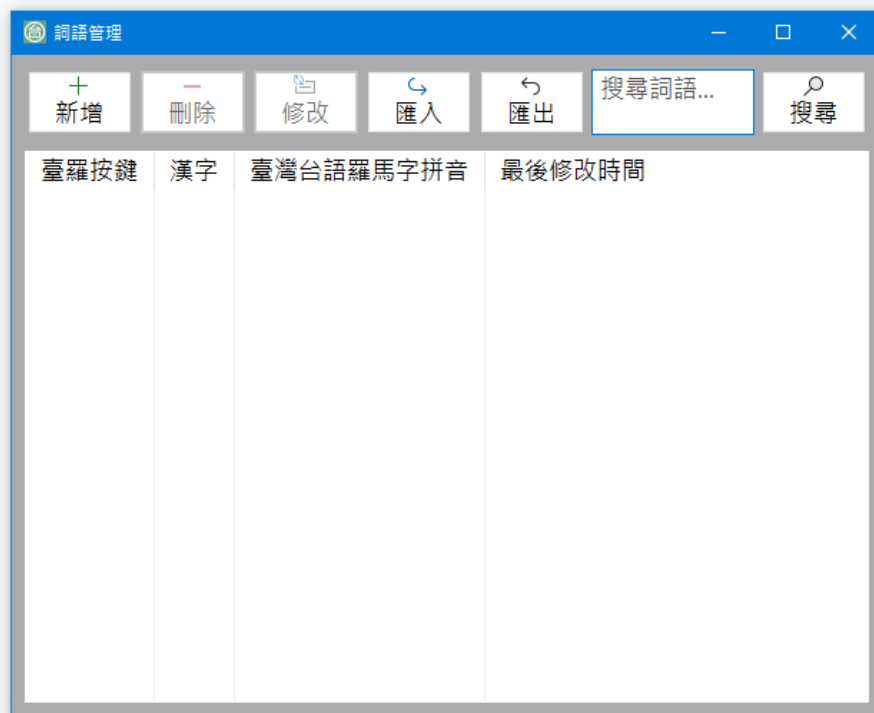 詞語管理
新增 刪除 修改 匯入 匯出 搜尋詞語... 搜尋
臺羅按鍵 漢字 臺灣台語羅馬字拼音 最後修改時間